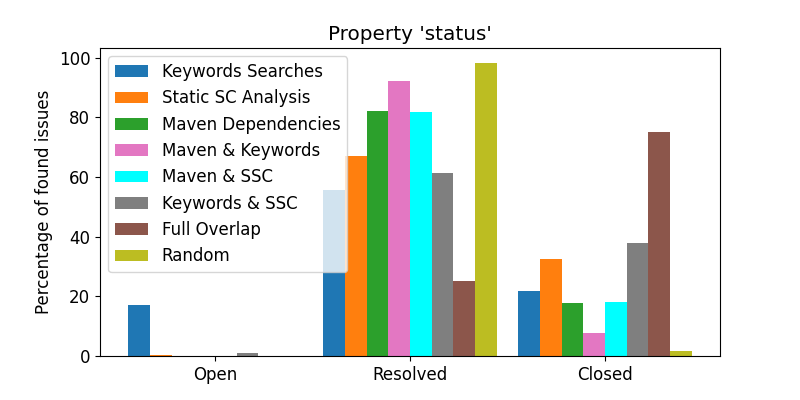 Property 'status'
Percentage of found issues
100
80
60
40
20
0
Keywords Searches
Static SC Analysis
Maven Dependencies
Maven & Keywords
Maven & SSC
Keywords & SSC
Full Overlap
Random
Open
Resolved
Closed